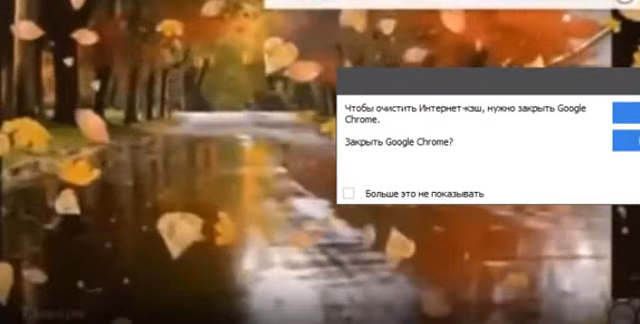 Чтобы очистить Интернет-кэш, нужно закрыть Google
Chrome.
Закрыть Google Chrome?
Больше это не показывать